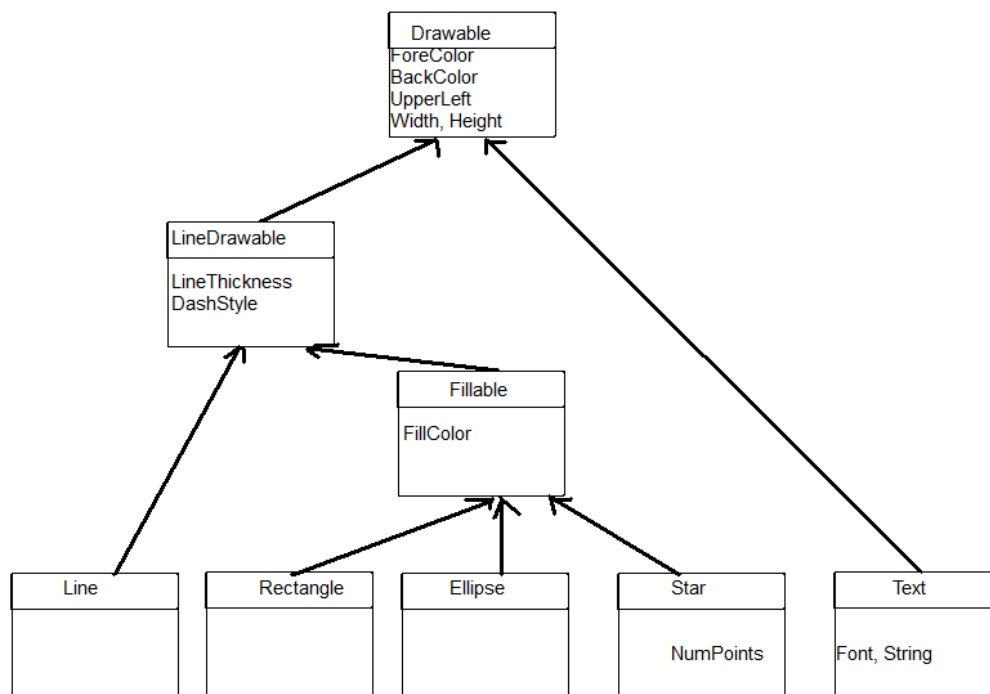 Drawable
ForeColor
BackColor
UpperLeft
Width, Height
LineDrawable
LineThickness
DashStyle
Fillable
FillColor
Line
Rectangle
Ellipse
Star
NumPoints
Text
Font, String